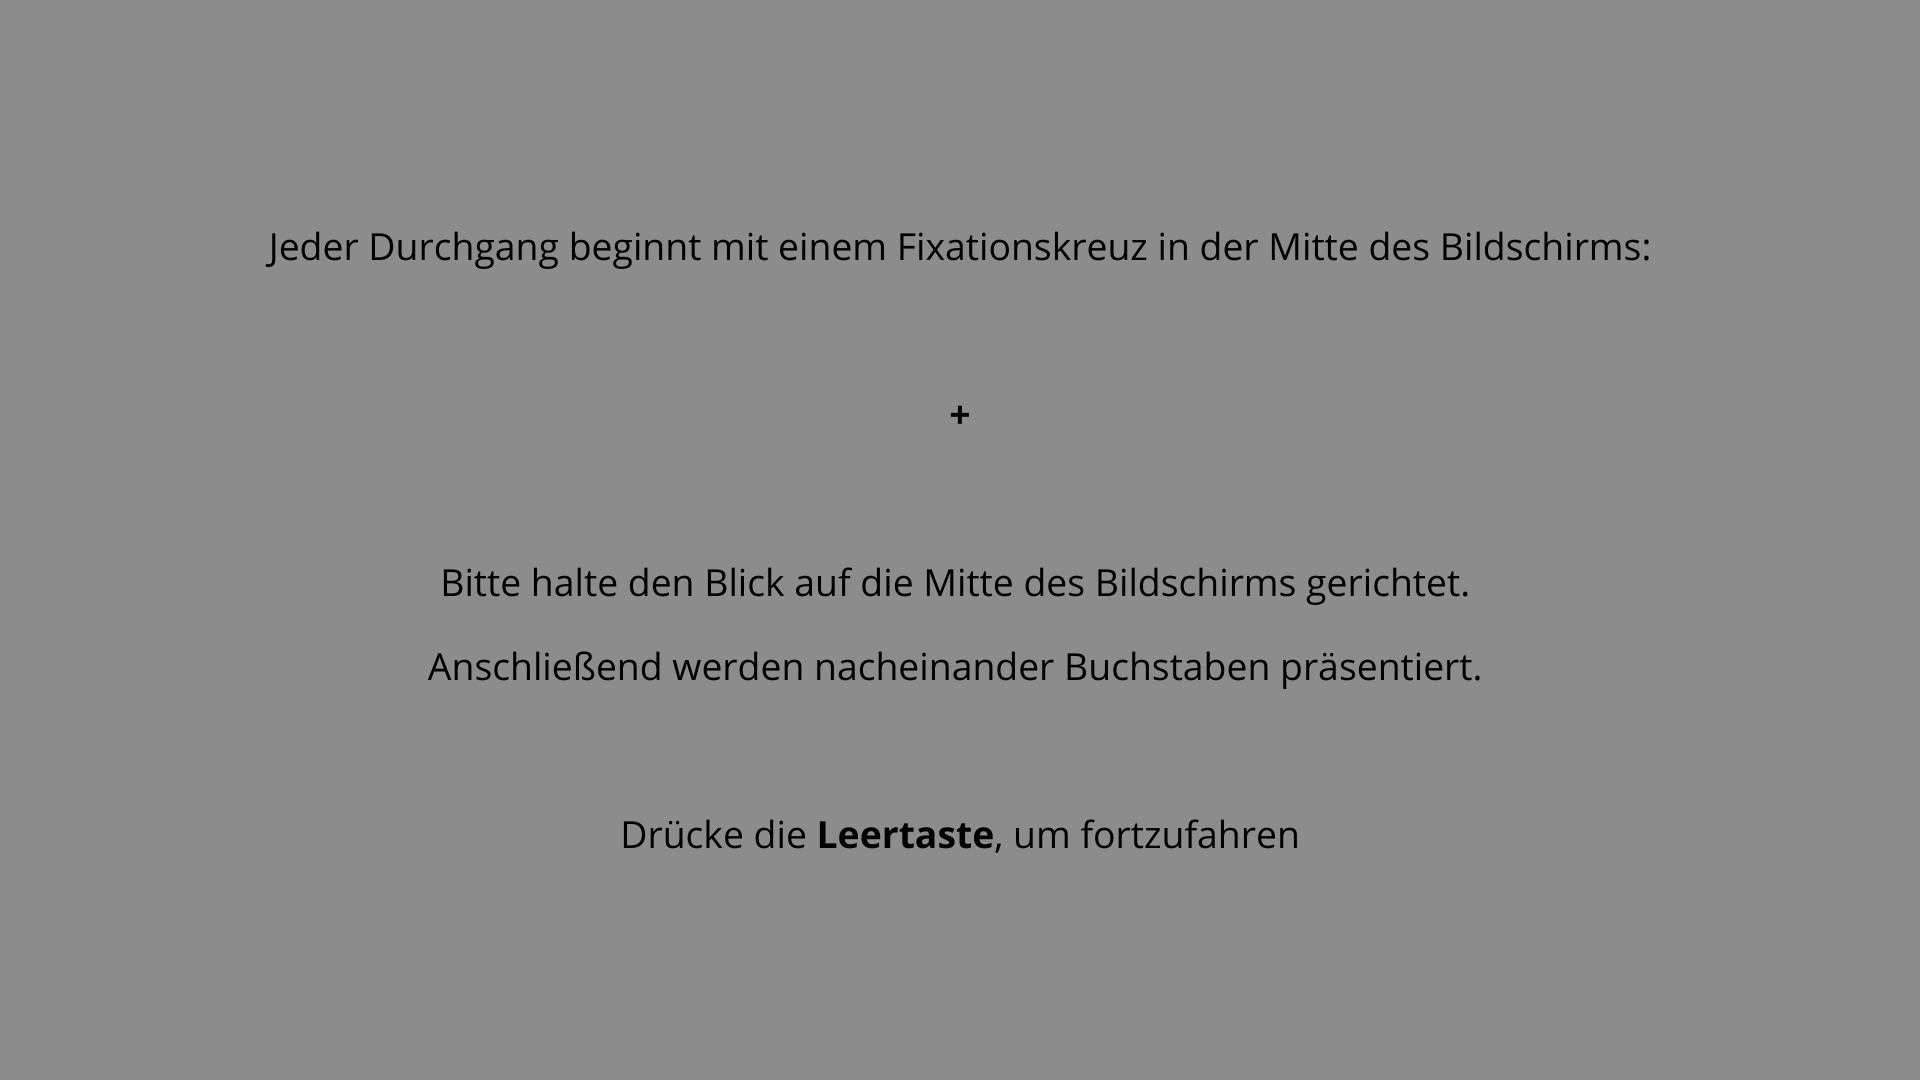 Jeder Durchgang beginnt mit einem Fixationskreuz in der Mitte des Bildschirms:
+
Bitte halte den Blick auf die Mitte des Bildschirms gerichtet.
Anschließend werden nacheinander Buchstaben präsentiert.
Drücke die Leertaste, um fortzufahren